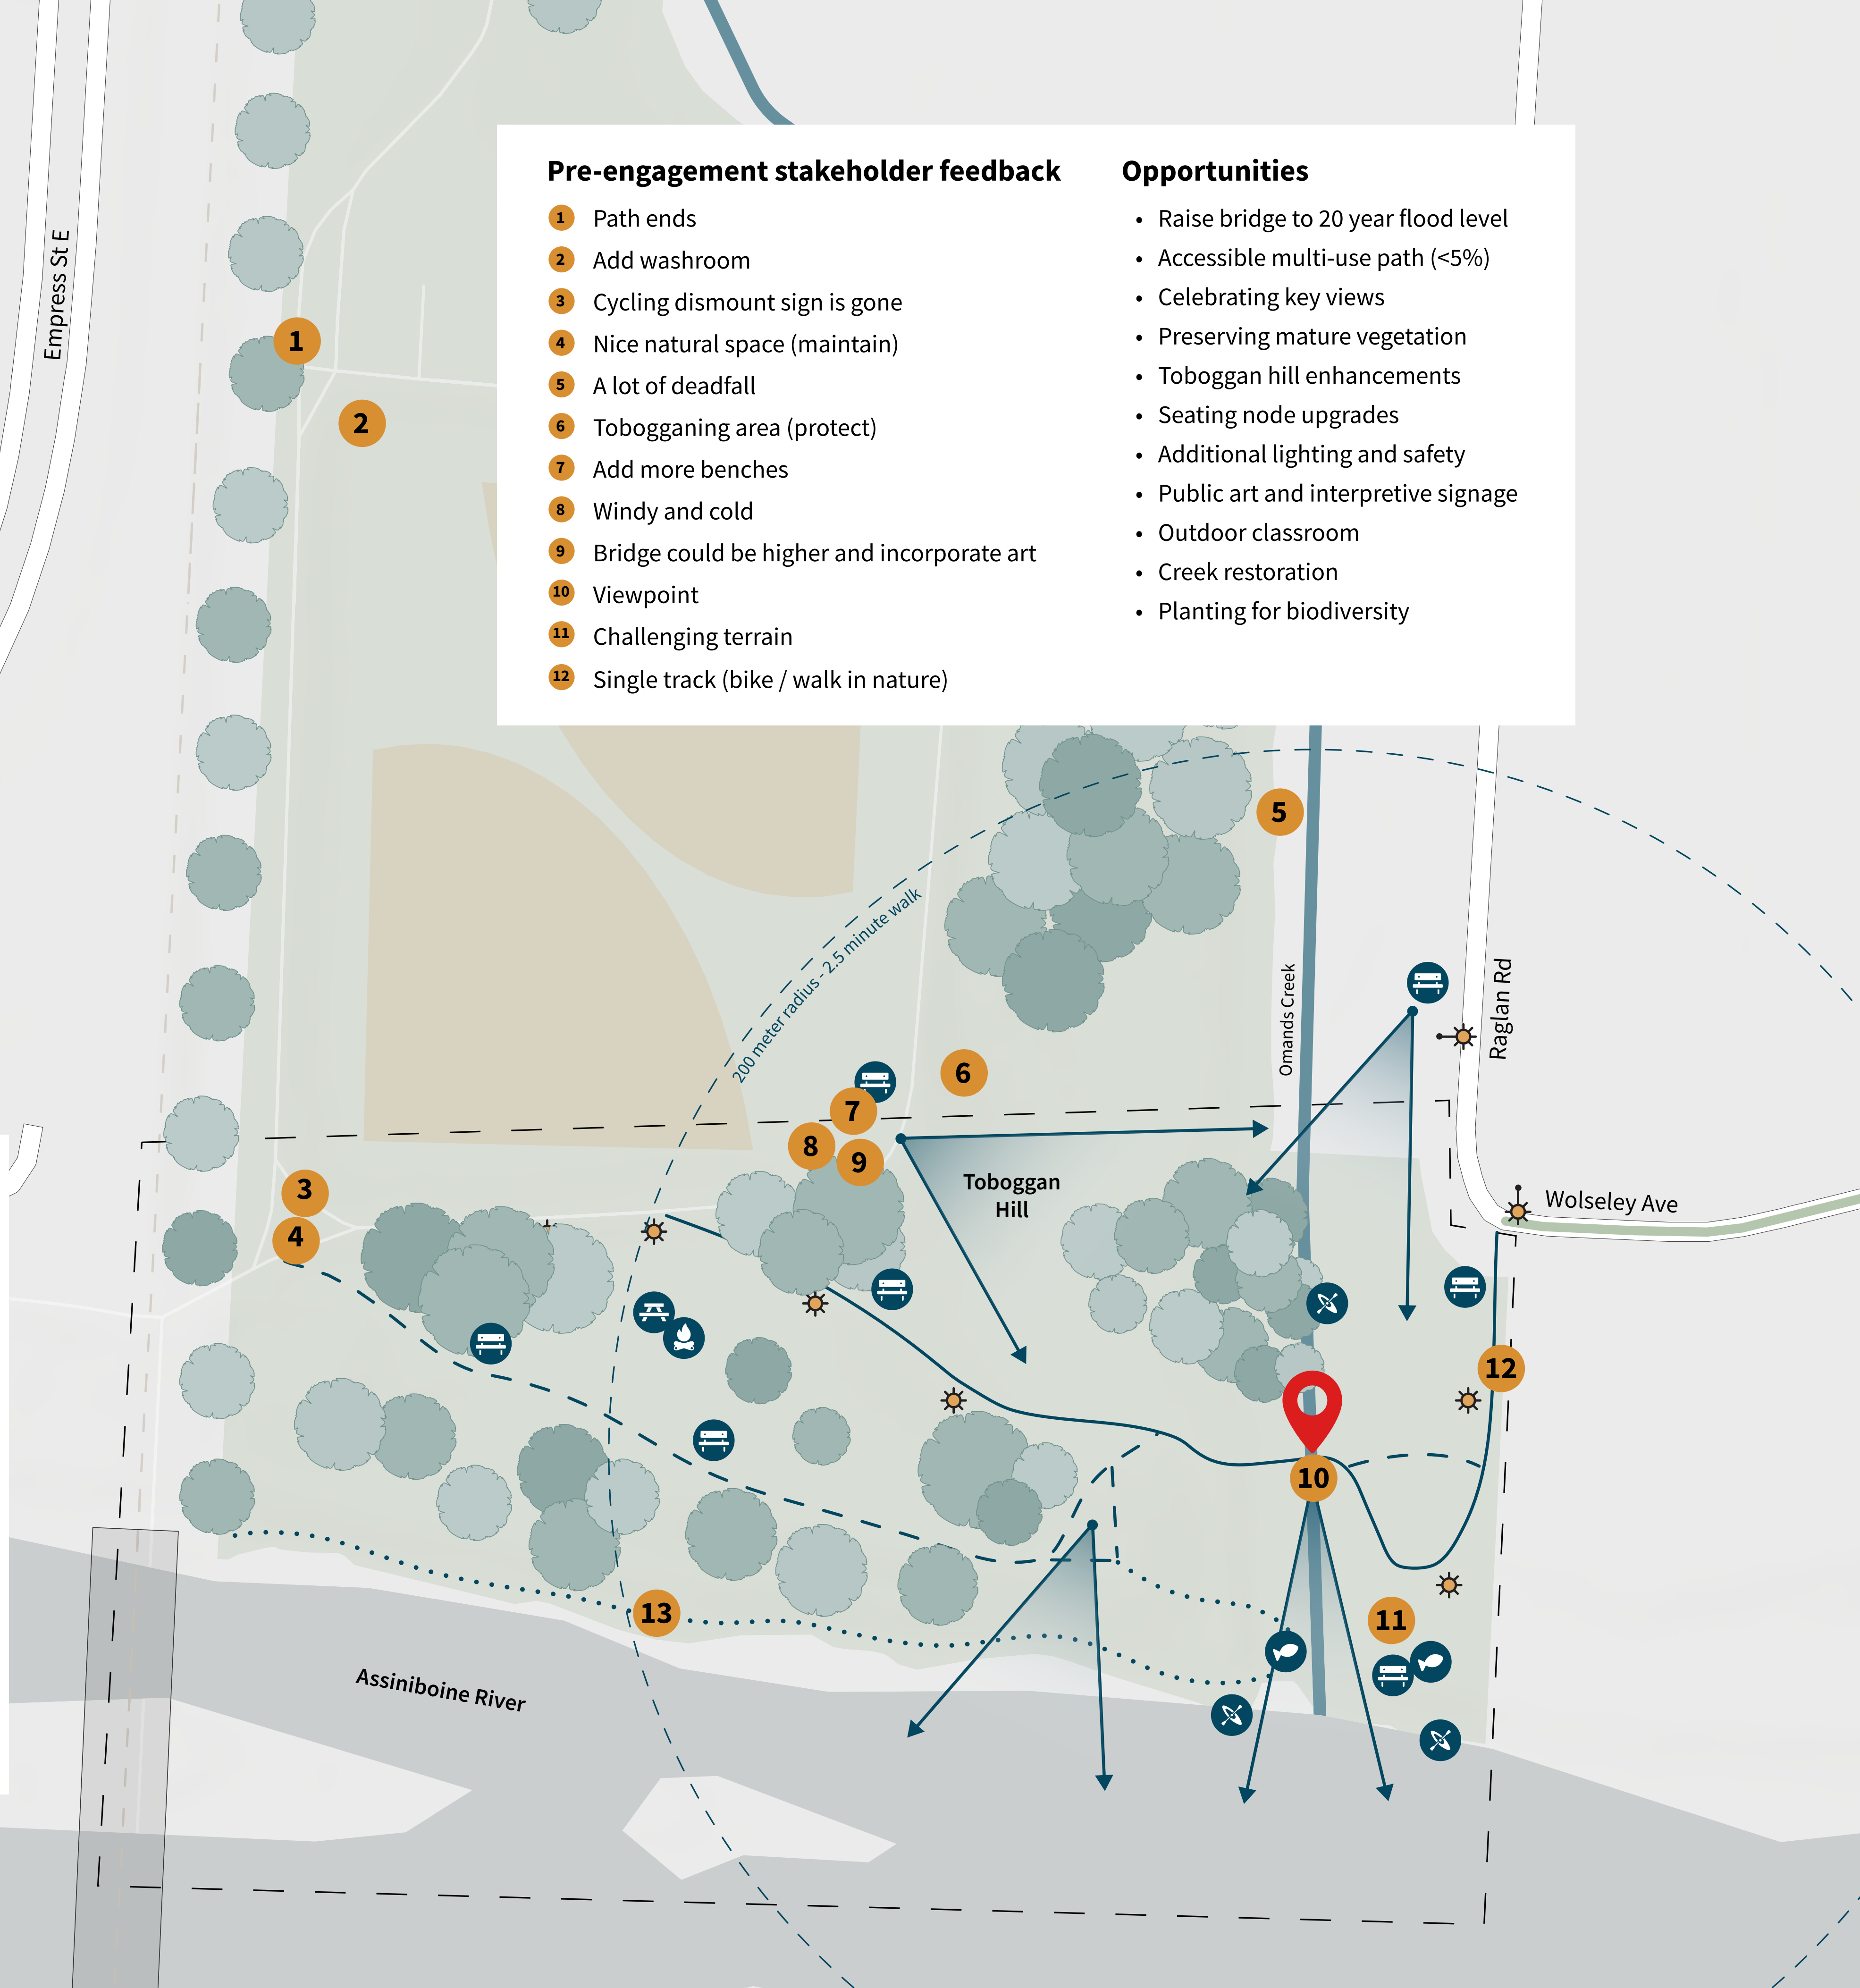 Empress St E
Pre-engagement stakeholder feedback
1 Path ends
2 Add washroom
3 Cycling dismount sign is gone
4 Nice natural space (maintain)
5 A lot of deadfall
6 Tobogganing area (protect)
7 Add more benches
8 Windy and cold
9 Bridge could be higher and incorporate art
10 Viewpoint
11 Challenging terrain
12 Single track (bike / walk in nature)
Opportunities
• Raise bridge to 20 year flood level
• Accessible multi-use path (<5%)
• Celebrating key views
• Preserving mature vegetation
• Toboggan hill enhancements
• Seating node upgrades
• Additional lighting and safety
• Public art and interpretive signage
• Outdoor classroom
• Creek restoration
• Planting for biodiversity
1
2
5
200 meter radius - 2.5 minute walk
Omands Creek
Raglan Rd
6
7
8
9
Toboggan
Hill
3
4
Wolseley Ave
12
10
13
11
Assiniboine River